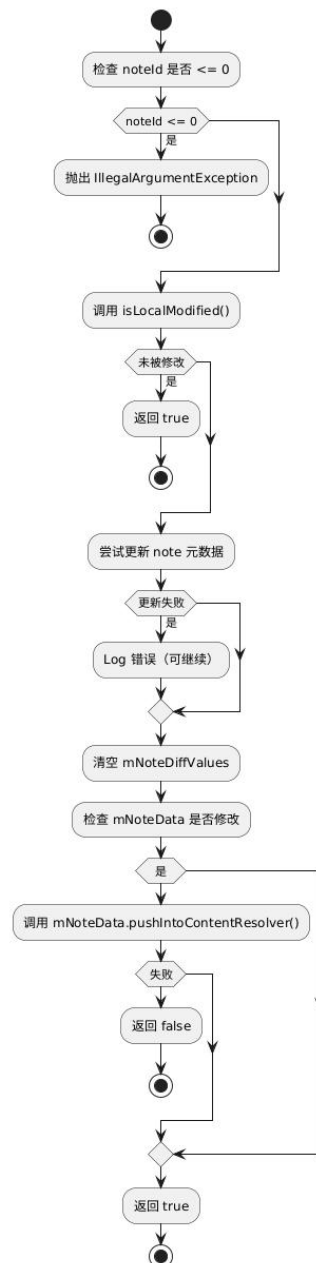 检查 noteId 是否 <= 0
noteId <= 0
是
抛出 IllegalArgumentException
调用 isLocalModified()
未被修改
是
返回 true
尝试更新 note 元数据
更新失败
是
Log 错误（可继续）
清空 mNoteDiffValues
检查 mNoteData 是否修改
是
调用 mNoteData.pushIntoContentResolver()
失败
返回 false
返回 true